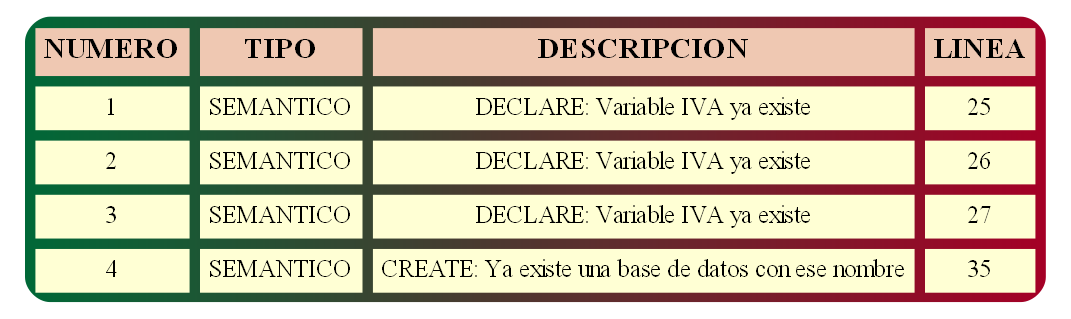 NUMERO TIPO DESCRIPCION LINEA
1 SEMANTICO DECLARE: Variable IVA ya existe 25
2 SEMANTICO DECLARE: Variable IVA ya existe 26
3 SEMANTICO DECLARE: Variable IVA ya existe 27
4 SEMANTICO CREATE: Ya existe una base de datos con ese nombre 35